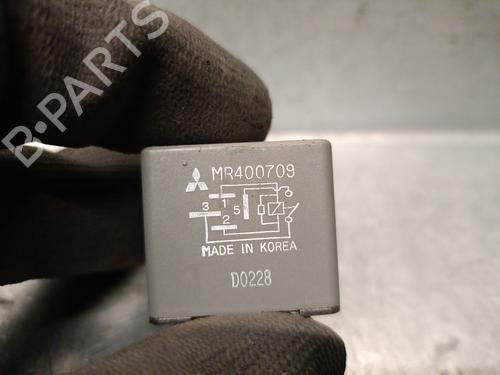 B-PARTS
MR400709
1
3
5
2
MADE IN KOREA
D0228